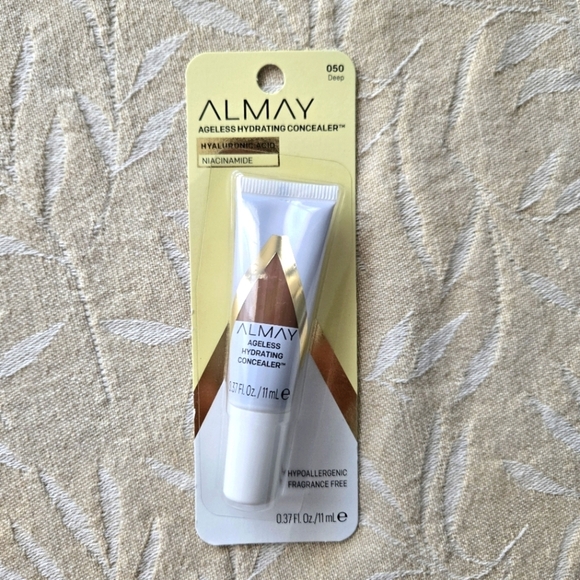 050
Deep
ALMAY
AGELESS HYDRATING CONCEALER™
HYALURONIC ACID
NIACINAMIDE
ALMAY
AGELESS
HYDRATING
CONCEALER™
0.37 Fl. Oz. / 11 mL e
HYPOALLERGENIC
FRAGRANCE FREE
0.37 Fl. Oz./11 mL e